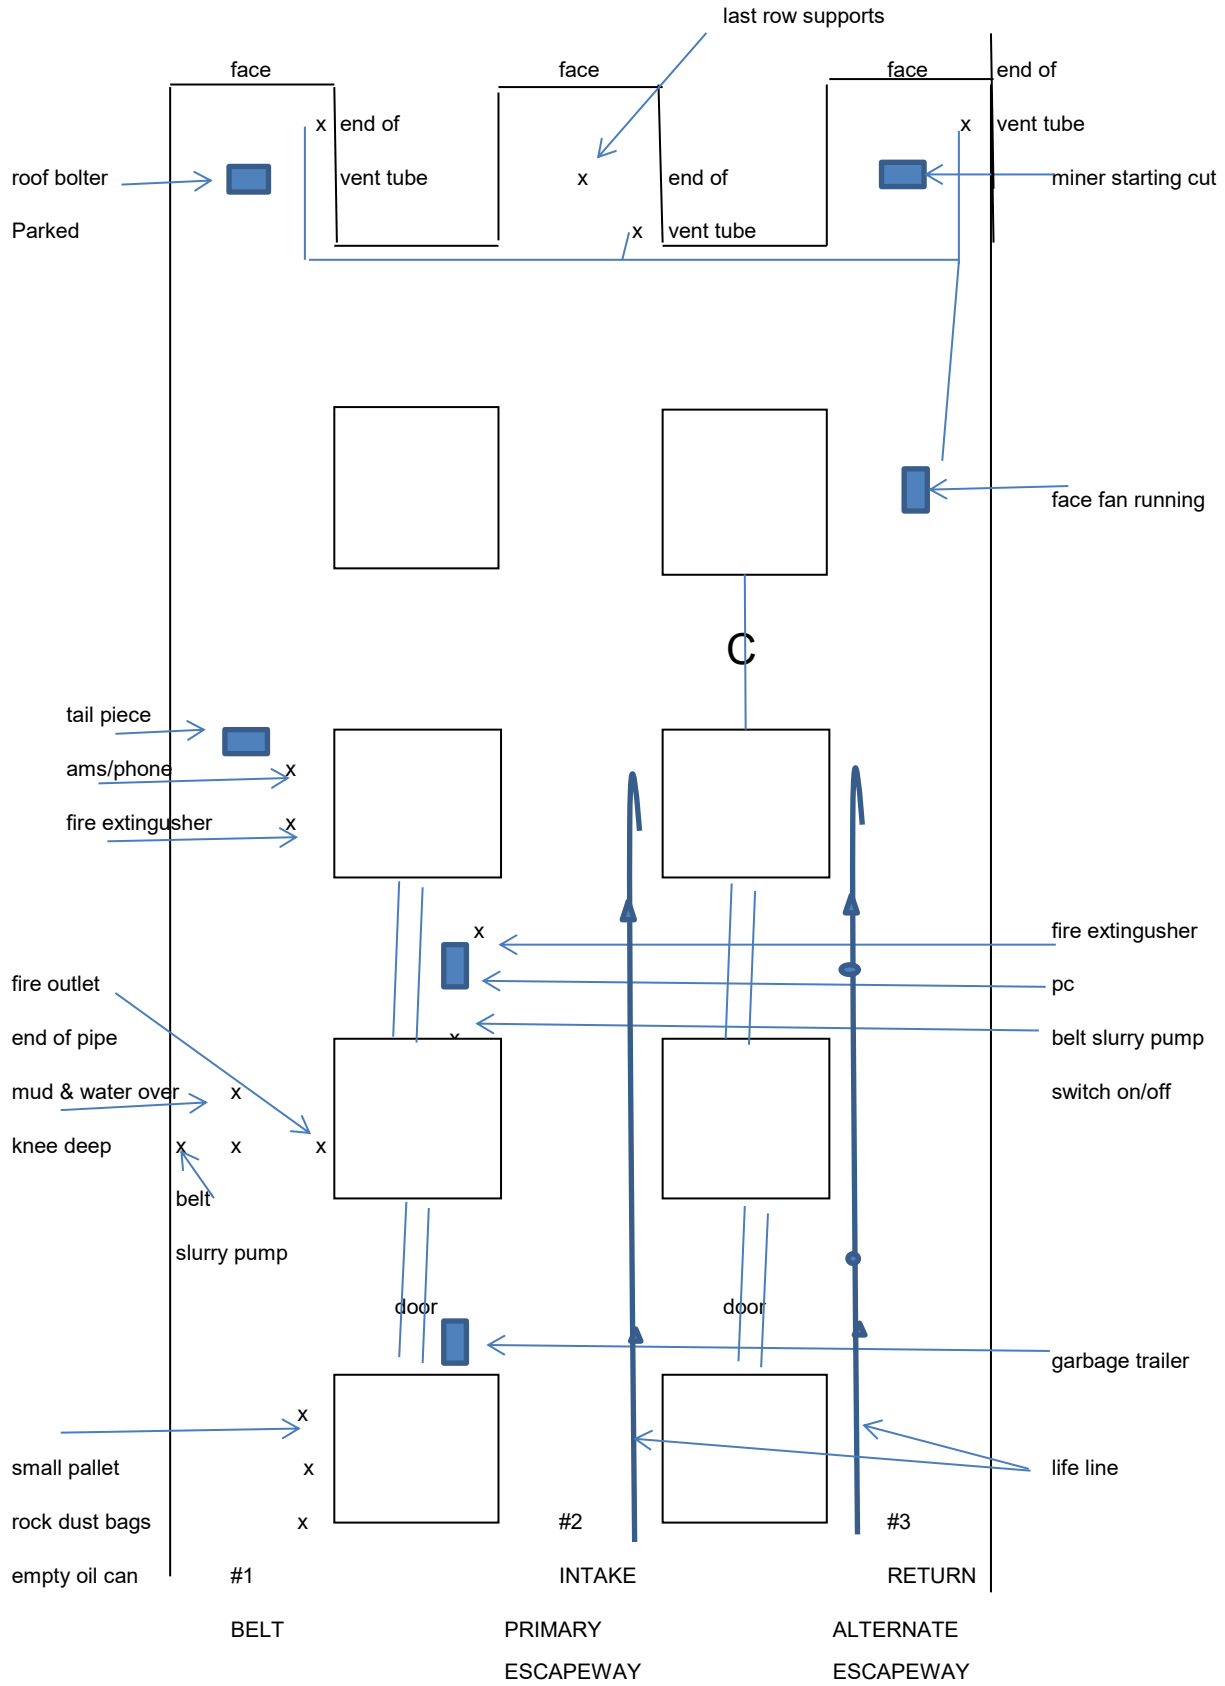 last row supports
face face face end of
x end of x vent tube
roof bolter vent tube x end of miner starting cut
Parked x vent tube
face fan running
C
tail piece
ams/phone x
fire extingusher x
x fire extingusher
fire outlet pc
end of pipe x belt slurry pump
mud & water over x switch on/off
knee deep x x x
belt
slurry pump
door door
garbage trailer
x
small pallet x life line
rock dust bags x #2 #3
empty oil can #1 INTAKE RETURN
BELT PRIMARY ALTERNATE
ESCAPEWAY ESCAPEWAY